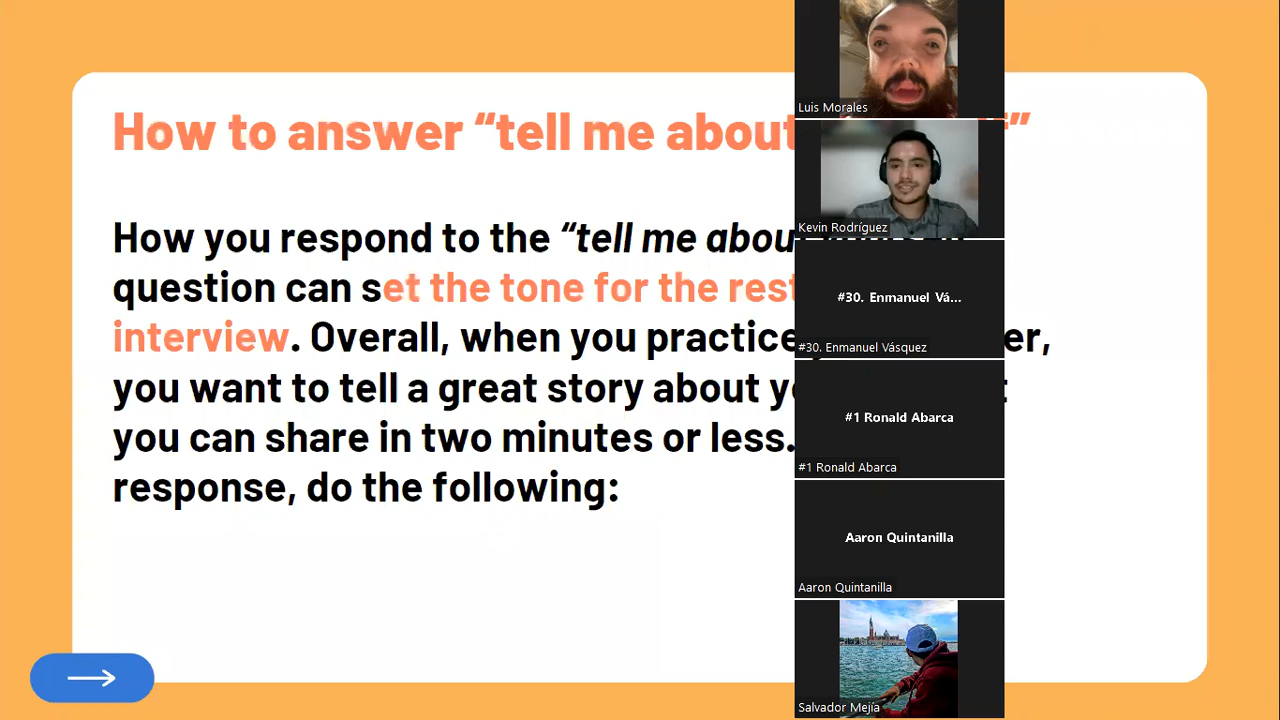 How to answer “tell me about ”
How you respond to the “tell me abou
question can set the tone for the rest
interview. Overall, when you practice er,
you want to tell a great story about yo t
you can share in two minutes or less.
response, do the following:
Luis Morales
Kevin Rodríguez
#30. Enmanuel Vá...
#30. Enmanuel Vásquez
#1 Ronald Abarca
#1 Ronald Abarca
Aaron Quintanilla
Aaron Quintanilla
Salvador Mejía